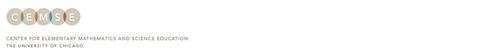 CEMSE
CENTER FOR ELEMENTARY MATHEMATICS AND SCIENCE EDUCATION
THE UNIVERSITY OF CHICAGO